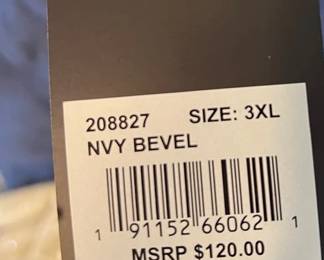 208827 SIZE: 3XL
NVY BEVEL
1 91152 66062 1
MSRP $120.00